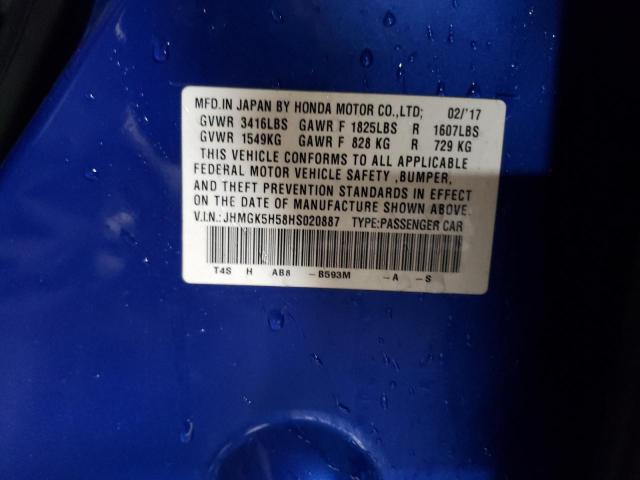 MFD.IN JAPAN BY HONDA MOTOR CO.,LTD; 02/'17
GVWR 3416LBS GAWR F 1825LBS R 1607LBS
GVWR 1549KG GAWR F 828 KG R 729 KG
THIS VEHICLE CONFORMS TO ALL APPLICABLE
FEDERAL MOTOR VEHICLE SAFETY ,BUMPER,
AND THEFT PREVENTION STANDARDS IN EFFECT
ON THE DATE OF MANUFACTURE SHOWN ABOVE.
V.I.N.:JHMGK5H58HS020887 TYPE:PASSENGER CAR
T4S H AB8 -B593M -A -S